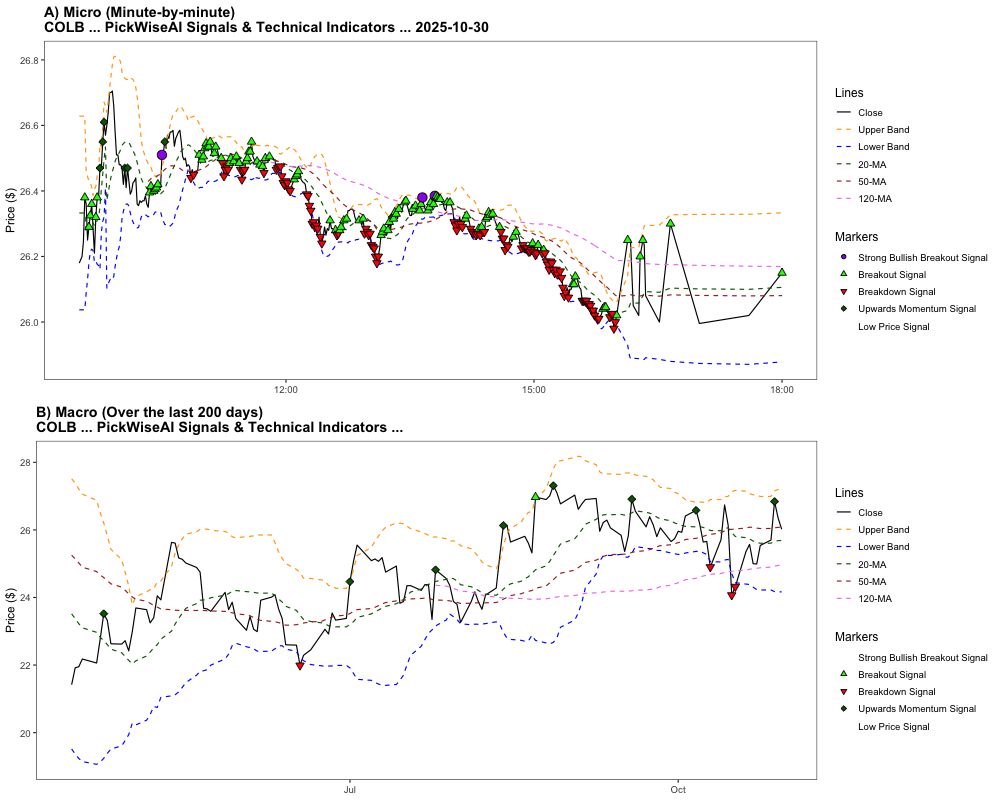 A) Micro (Minute-by-minute)
COLB ... PickWiseAI Signals & Technical Indicators ... 2025-10-30
Price ($)
26.8
26.6
26.4
26.2
26.0
12:00
15:00
18:00
Lines
Close
Upper Band
Lower Band
20-MA
50-MA
120-MA
Markers
Strong Bullish Breakout Signal
Breakout Signal
Breakdown Signal
Upwards Momentum Signal
Low Price Signal
B) Macro (Over the last 200 days)
COLB ... PickWiseAI Signals & Technical Indicators ...
Price ($)
28
26
24
22
20
Jul
Oct
Lines
Close
Upper Band
Lower Band
20-MA
50-MA
120-MA
Markers
Strong Bullish Breakout Signal
Breakout Signal
Breakdown Signal
Upwards Momentum Signal
Low Price Signal